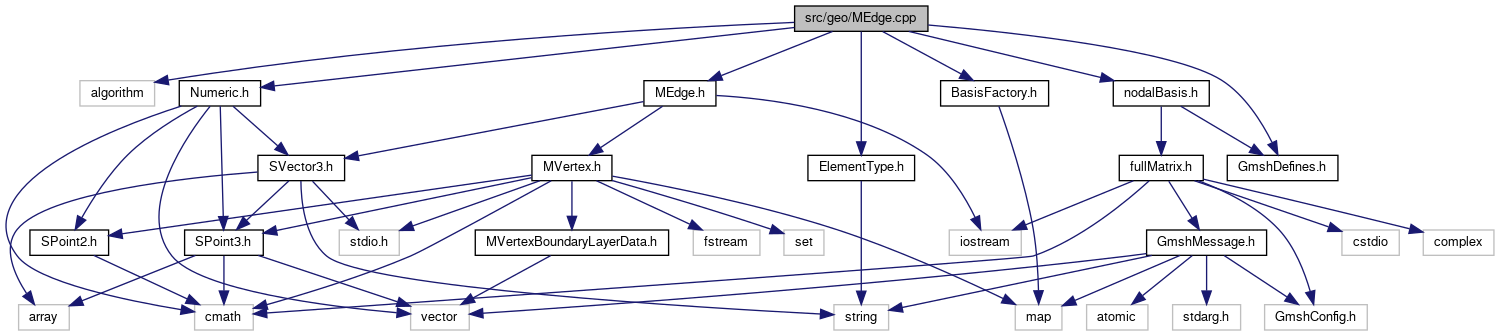 src/geo/MEdge.cpp
algorithm
Numeric.h
MEdge.h
BasisFactory.h
nodalBasis.h
SVector3.h
MVertex.h
ElementType.h
fullMatrix.h
GmshDefines.h
SPoint2.h
SPoint3.h
stdio.h
MVertexBoundaryLayerData.h
fstream
set
iostream
GmshMessage.h
cstdio
complex
array
cmath
vector
string
map
atomic
stdarg.h
GmshConfig.h